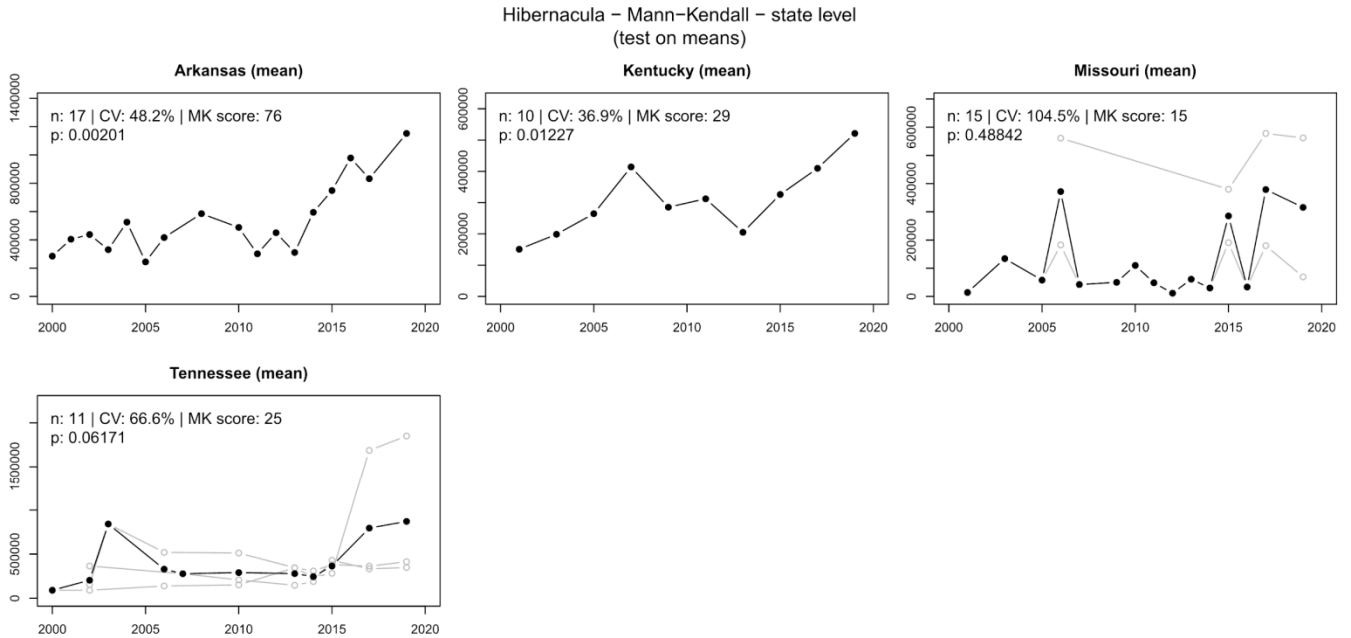 Hibernacula − Mann−Kendall − state level
(test on means)
Arkansas (mean)
n: 17 | CV: 48.2% | MK score: 76
p: 0.00201
0
400000
800000
1400000
2000
2005
2010
2015
2020
Kentucky (mean)
n: 10 | CV: 36.9% | MK score: 29
p: 0.01227
0
200000
400000
600000
2000
2005
2010
2015
2020
Missouri (mean)
n: 15 | CV: 104.5% | MK score: 15
p: 0.48842
0
200000
400000
600000
2000
2005
2010
2015
2020
Tennessee (mean)
n: 11 | CV: 66.6% | MK score: 25
p: 0.06171
0
500000
1500000
2000
2005
2010
2015
2020